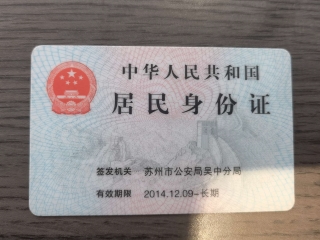 中华人民共和国
居民身份证
签发机关 苏州市公安局吴中分局
有效期限 2014.12.09-长期